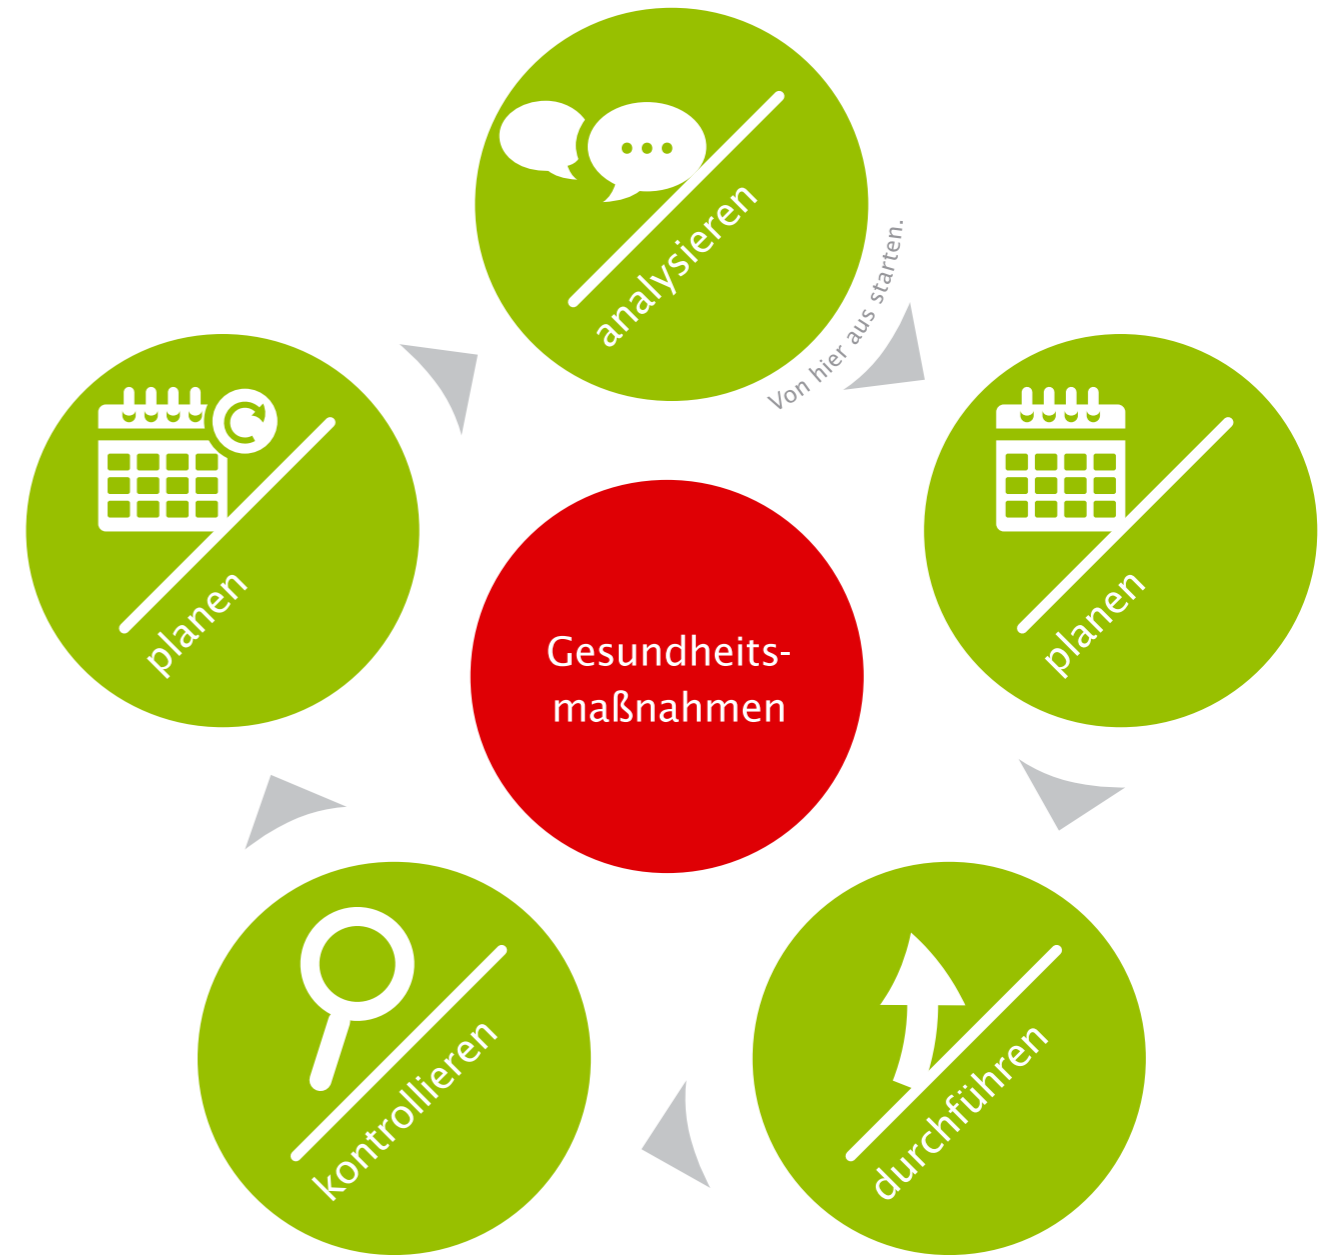 analysieren
Von hier aus starten.
planen
durchführen
kontrollieren
planen
Gesundheits-
maßnahmen